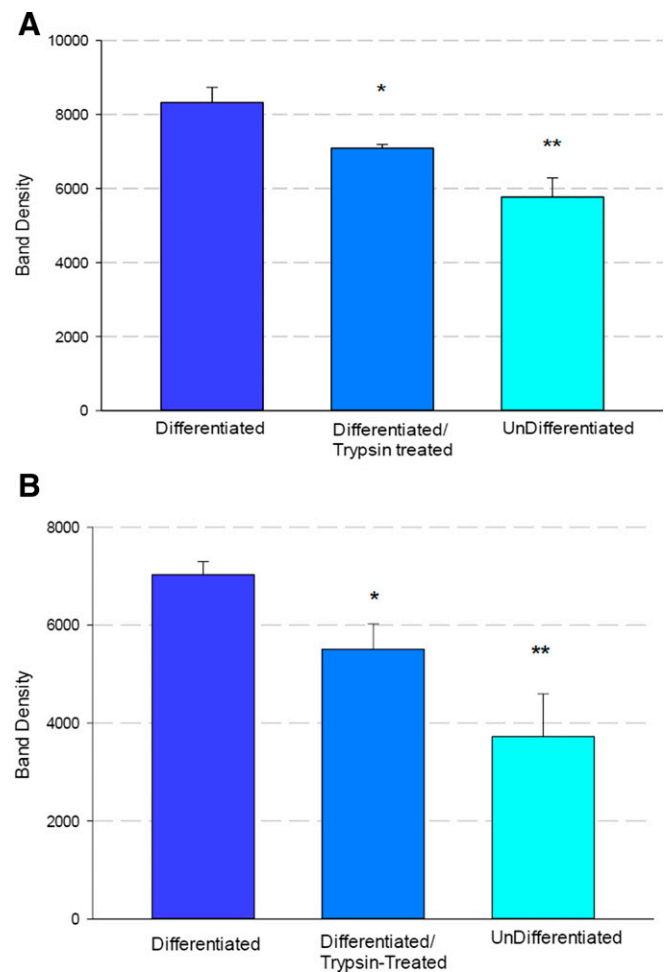 A
10000
8000
6000
4000
2000
0
Band Density
*
**
Differentiated
Differentiated/
Trypsin treated
UnDifferentiated
B
8000
6000
4000
2000
0
Band Density
*
**
Differentiated
Differentiated/
Trypsin-Treated
UnDifferentiated